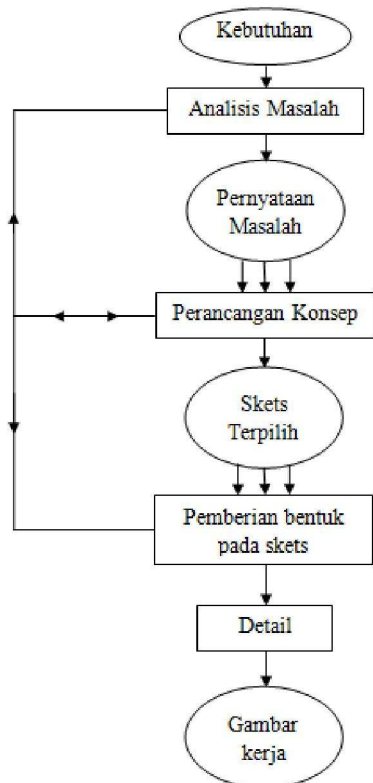 Kebutuhan
Analisis Masalah
Pernyataan
Masalah
Perancangan Konsep
Skets
Terpilih
Pemberian bentuk
pada skets
Detail
Gambar
kerja